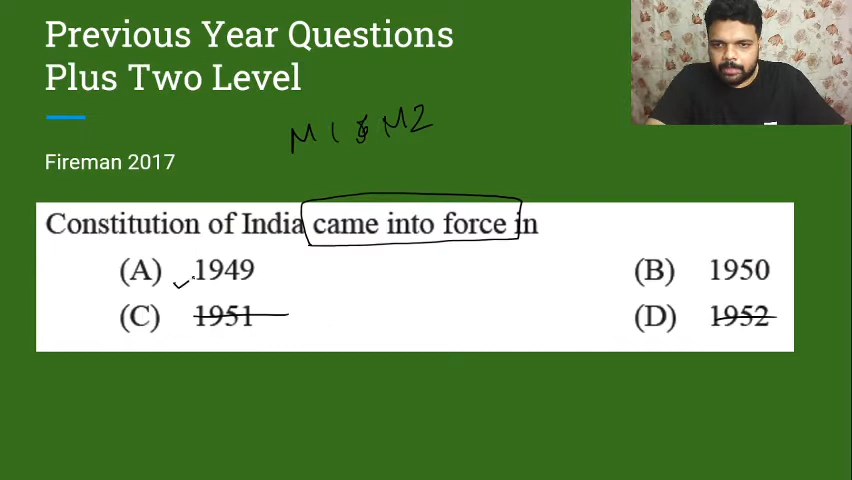 Previous Year Questions
Plus Two Level
M1 & M2
Fireman 2017
Constitution of India came into force in
(A) 1949
(B) 1950
(C) 1951
(D) 1952